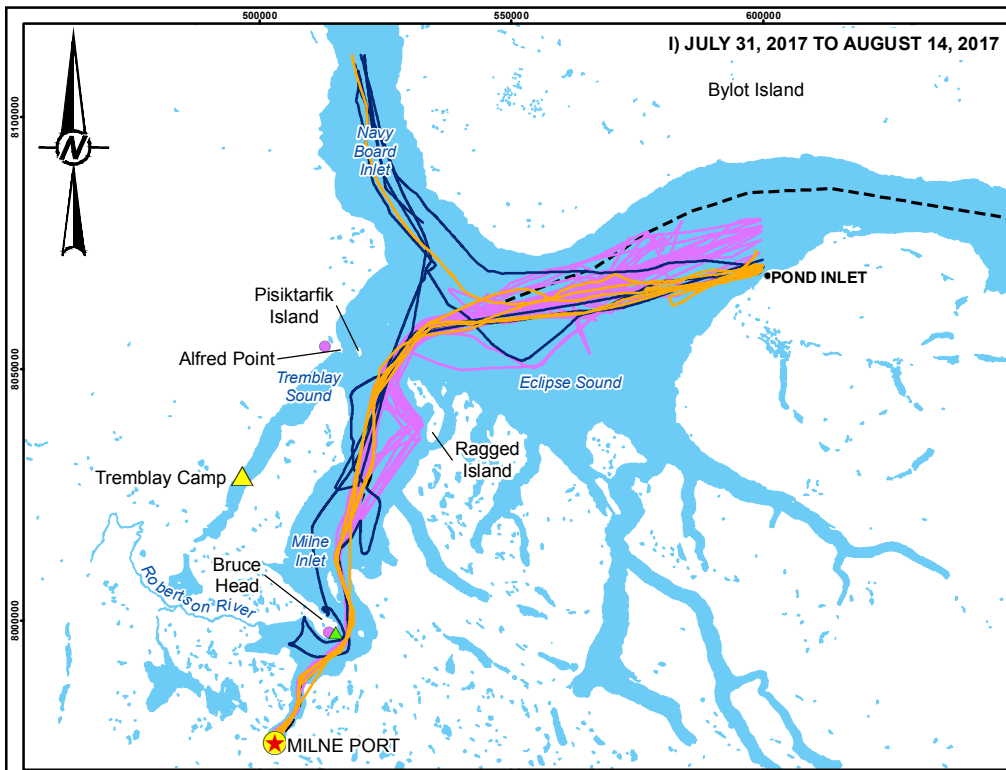 500000
550000
600000
I) JULY 31, 2017 TO AUGUST 14, 2017
Bylot Island
8100000
N
Navy
Board
Inlet
POND INLET
Pisiktarfik
Island
Alfred Point
8050000
Tremblay
Sound
Eclipse Sound
Ragged
Island
Tremblay Camp
Milne
Inlet
Bruce
Head
Robertson River
8000000
MILNE PORT